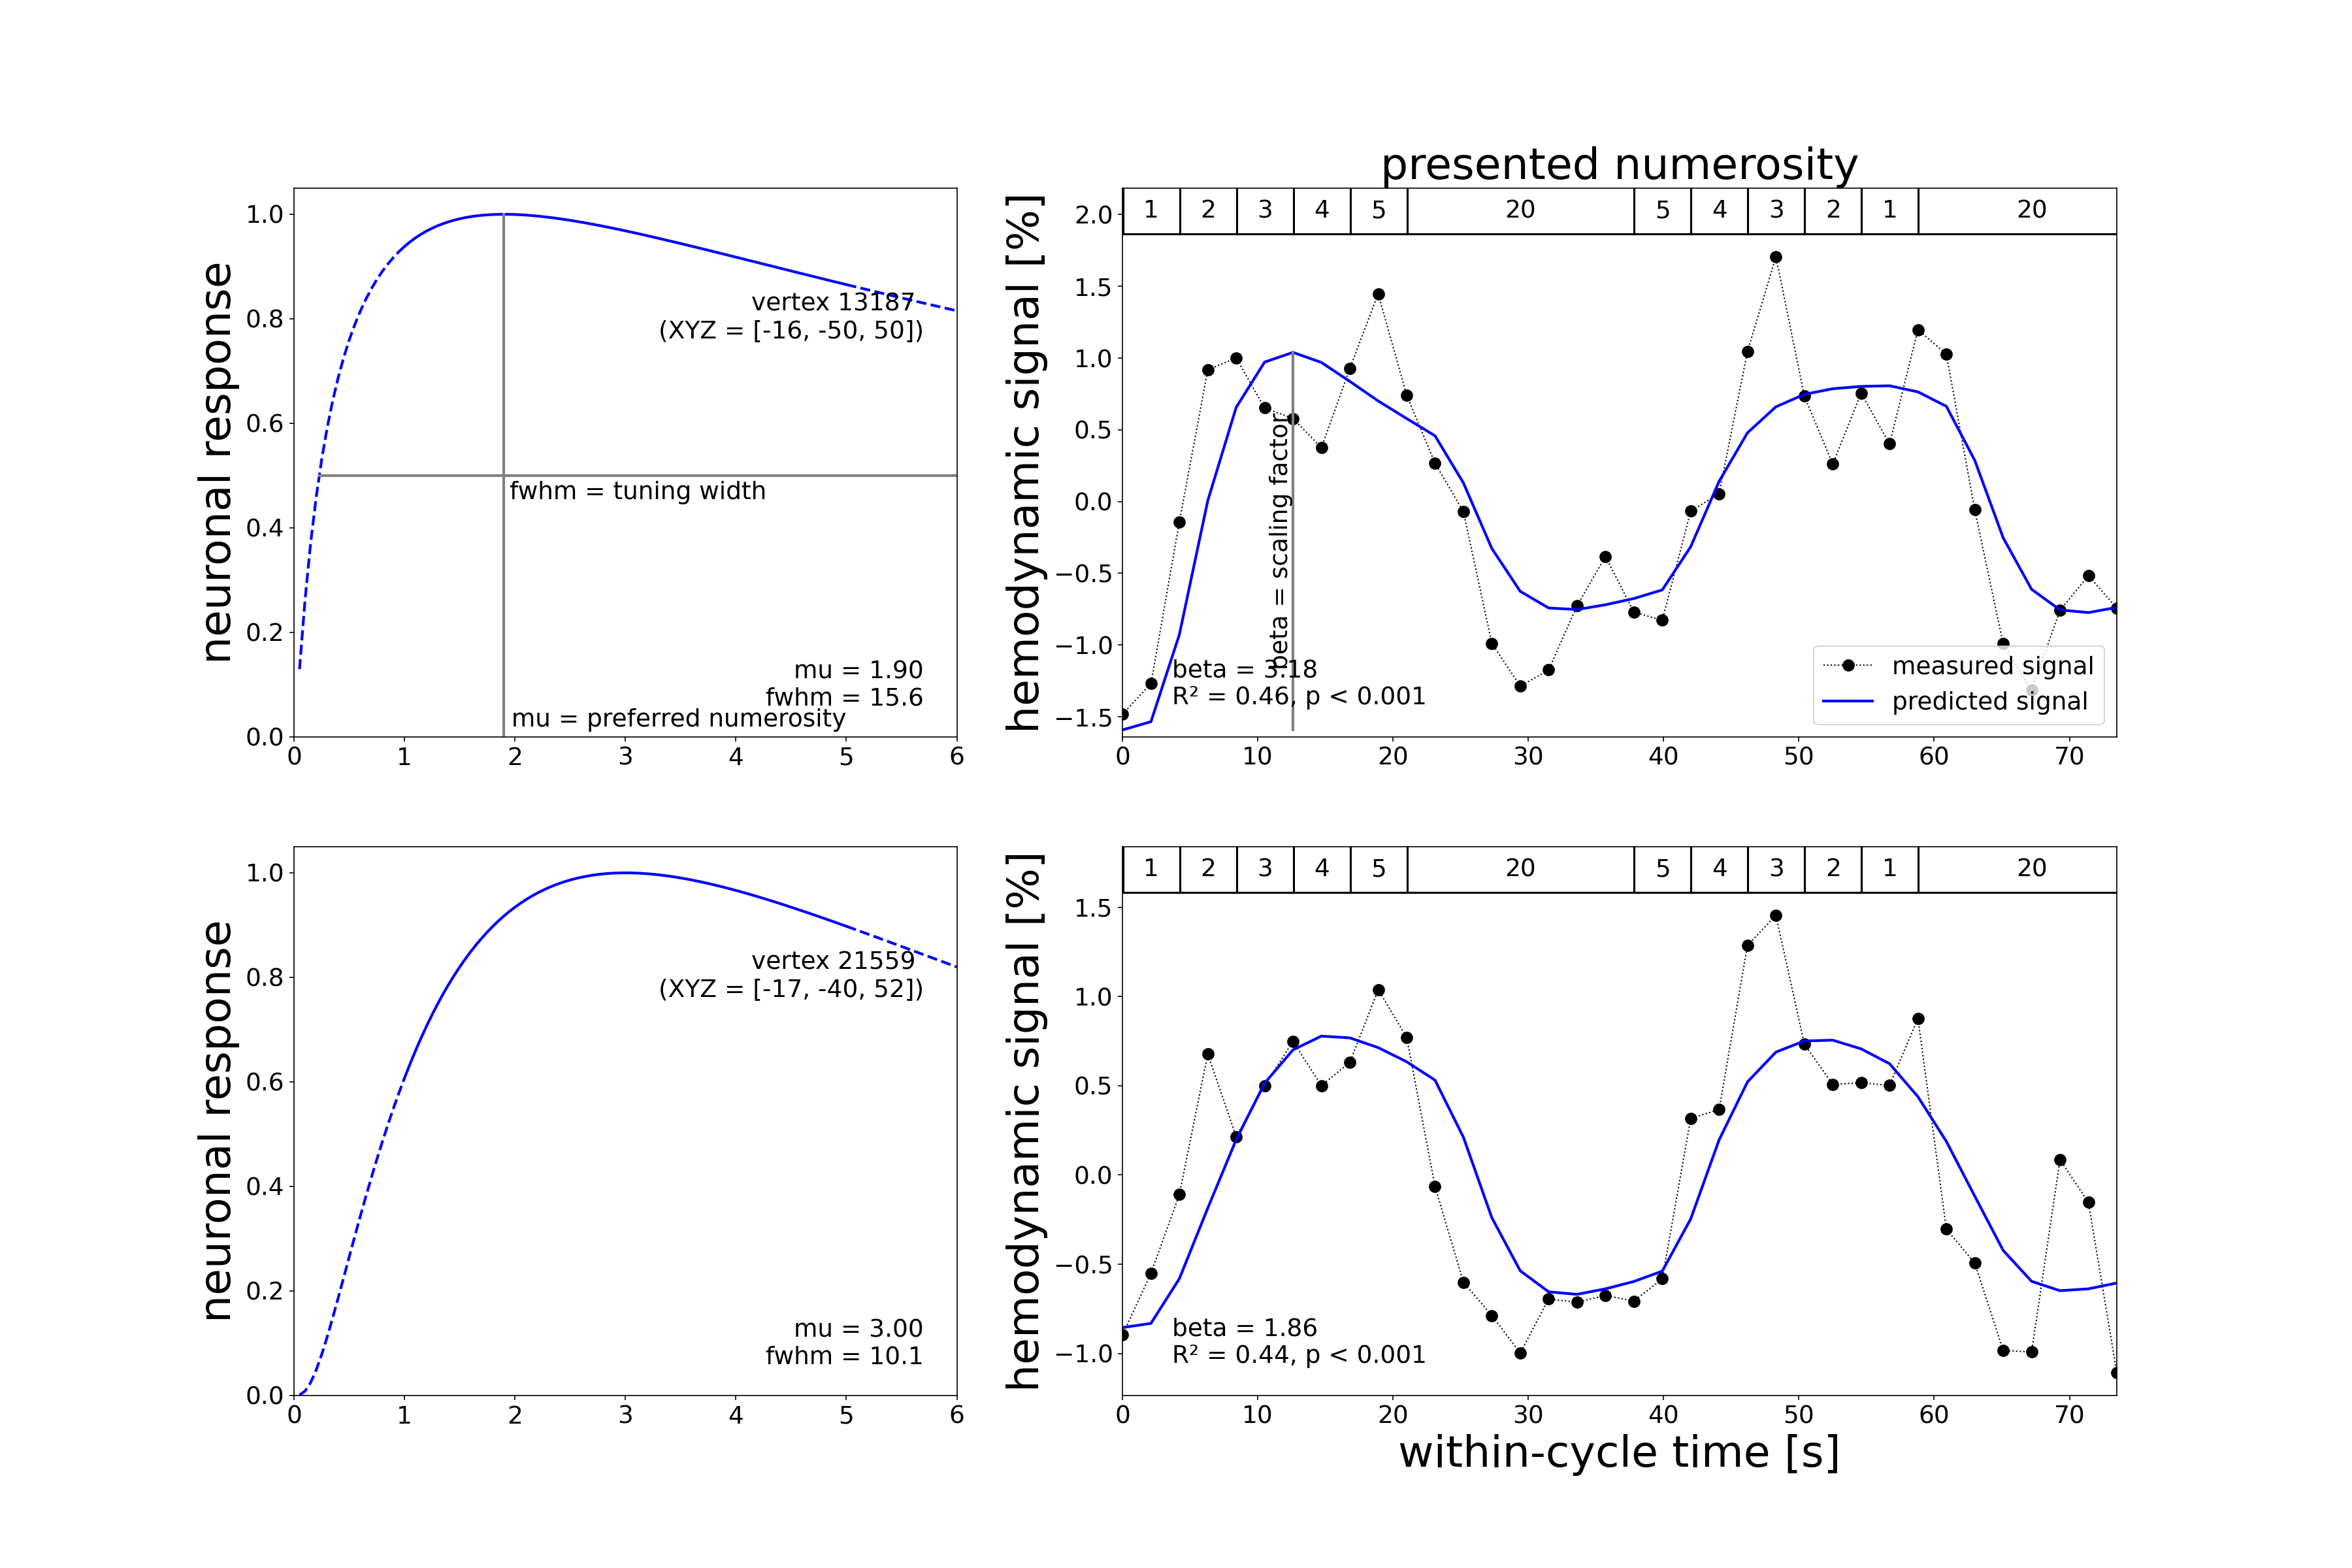 presented numerosity
neuronal response
1.0
0.8
0.6
0.4
0.2
0.0
0 1 2 3 4 5 6
vertex 13187
(XYZ = [-16, -50, 50])
fwhm = tuning width
mu = 1.90
fwhm = 15.6
mu = preferred numerosity
hemodynamic signal [%]
2.0
1.5
1.0
0.5
0.0
−0.5
−1.0
−1.5
1 2 3 4 5 20 5 4 3 2 1 20
beta = scaling factor
beta = 3.18
R² = 0.46, p < 0.001
measured signal
predicted signal
0 10 20 30 40 50 60 70
neuronal response
1.0
0.8
0.6
0.4
0.2
0.0
0 1 2 3 4 5 6
vertex 21559
(XYZ = [-17, -40, 52])
mu = 3.00
fwhm = 10.1
hemodynamic signal [%]
1.5
1.0
0.5
0.0
−0.5
−1.0
1 2 3 4 5 20 5 4 3 2 1 20
beta = 1.86
R² = 0.44, p < 0.001
0 10 20 30 40 50 60 70
within-cycle time [s]